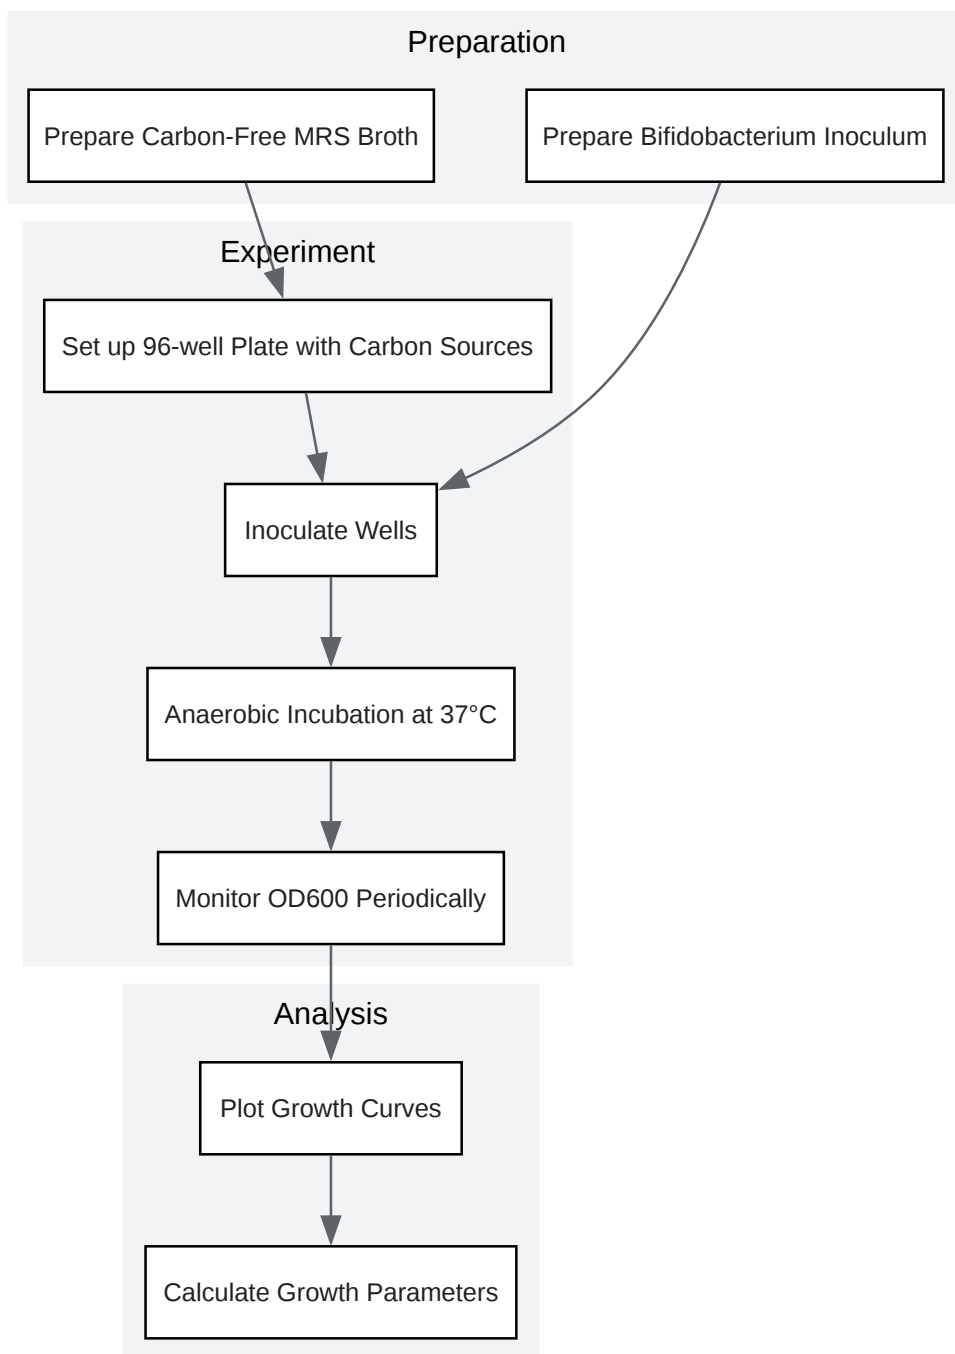 Preparation
Prepare Carbon-Free MRS Broth
Prepare Bifidobacterium Inoculum
Experiment
Set up 96-well Plate with Carbon Sources
Inoculate Wells
Anaerobic Incubation at 37°C
Monitor OD600 Periodically
Analysis
Plot Growth Curves
Calculate Growth Parameters